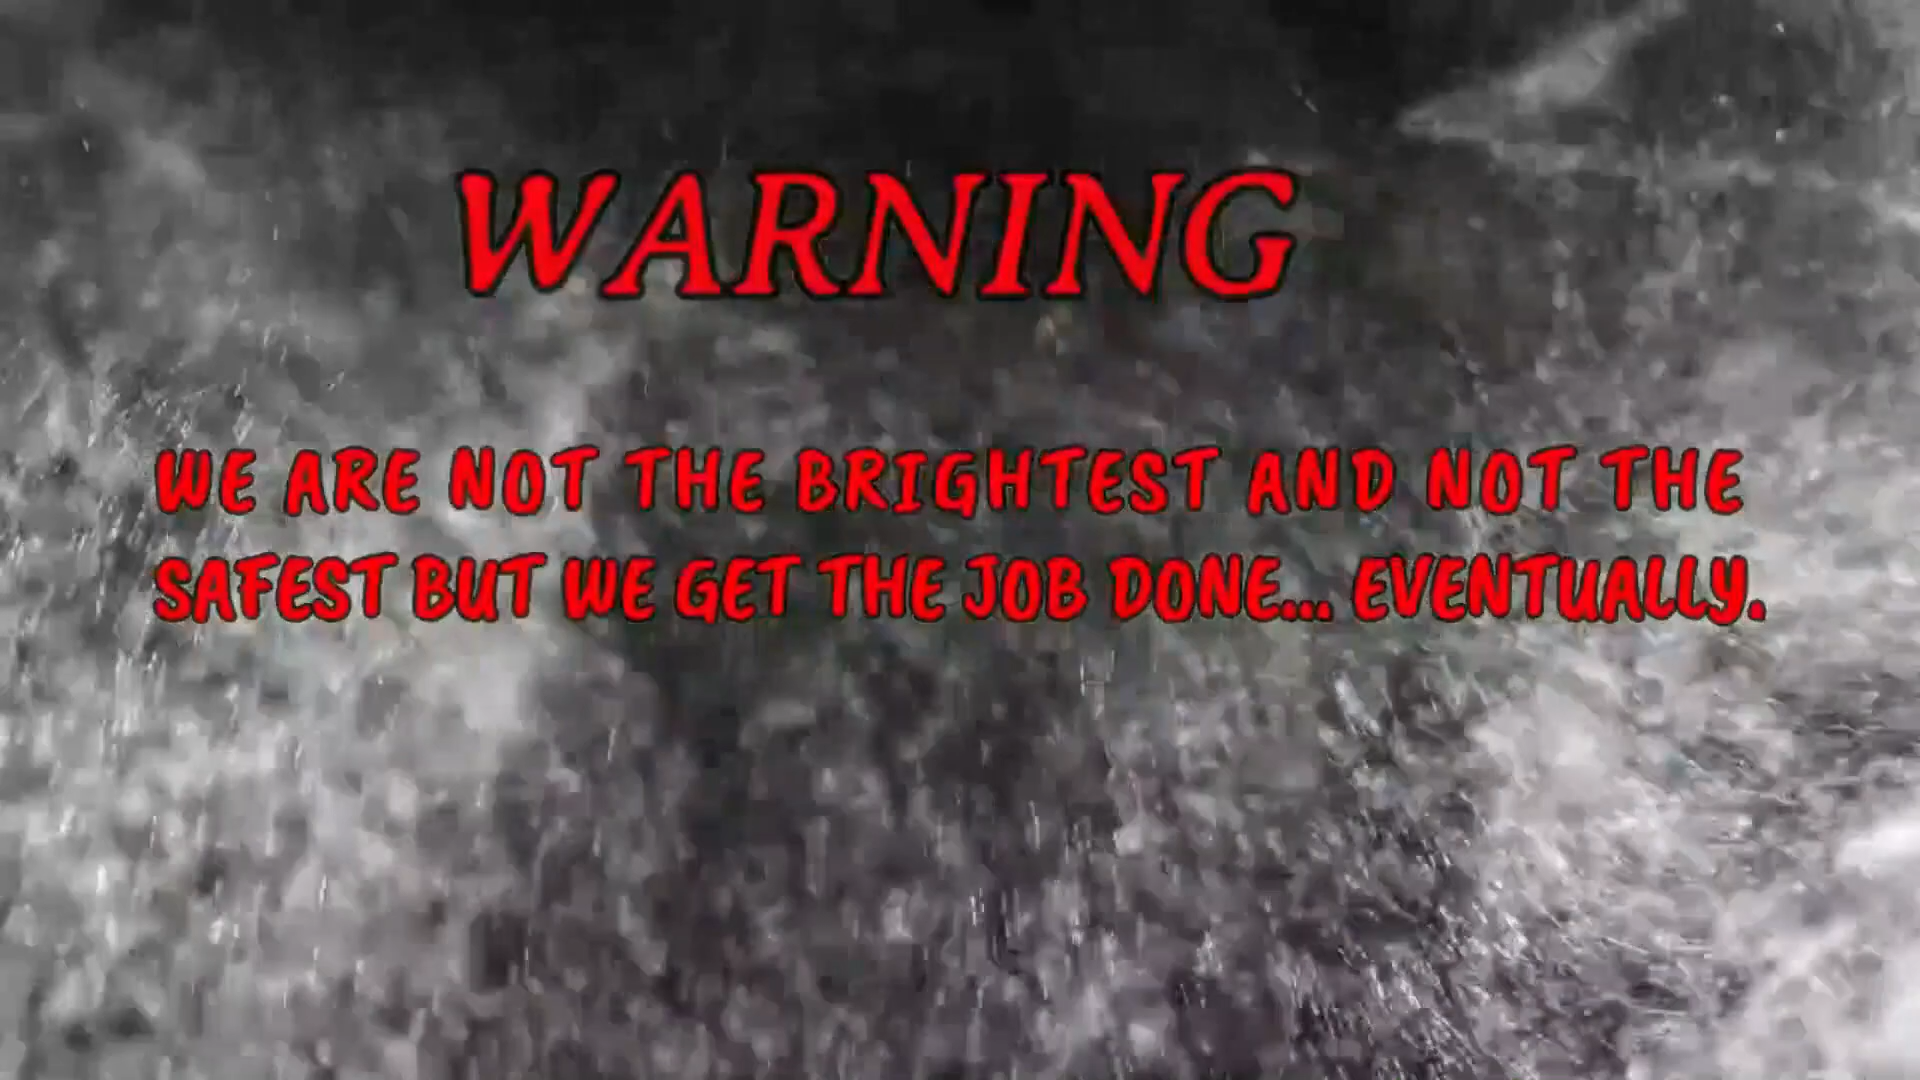 WARNING
WE ARE NOT THE BRIGHTEST AND NOT THE
SAFEST BUT WE GET THE JOB DONE... EVENTUALLY.